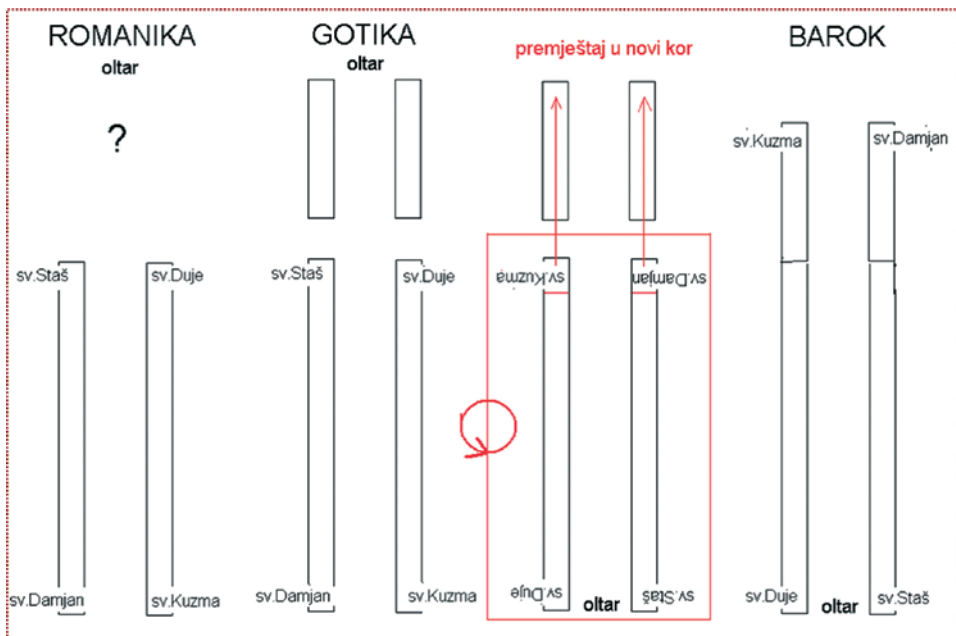 ROMANIKA
oltar
?
sv.Staš
sv.Duje
sv.Damjan
sv.Kuzma
GOTIKA
oltar
sv.Staš
sv.Duje
sv.Damjan
sv.Kuzma
premještaj u novi kor
sv.Kuzma
sv.Damjan
sv.Duje
oltar
sv.Staš
BAROK
sv.Kuzma
sv.Damjan
sv.Duje
oltar
sv.Staš